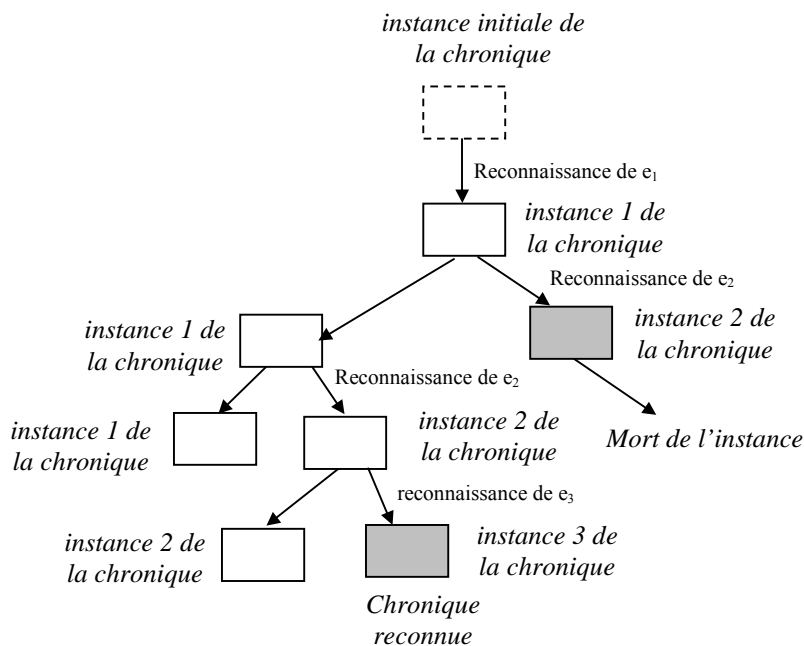 instance initiale de
la chronique
Reconnaissance de e₁
instance 1 de
la chronique
Reconnaissance de e₂
instance 1 de
la chronique
instance 2 de
la chronique
Reconnaissance de e₂
instance 1 de
la chronique
instance 2 de
la chronique
Mort de l’instance
reconnaissance de e₃
instance 2 de
la chronique
instance 3 de
la chronique
Chronique
reconnue